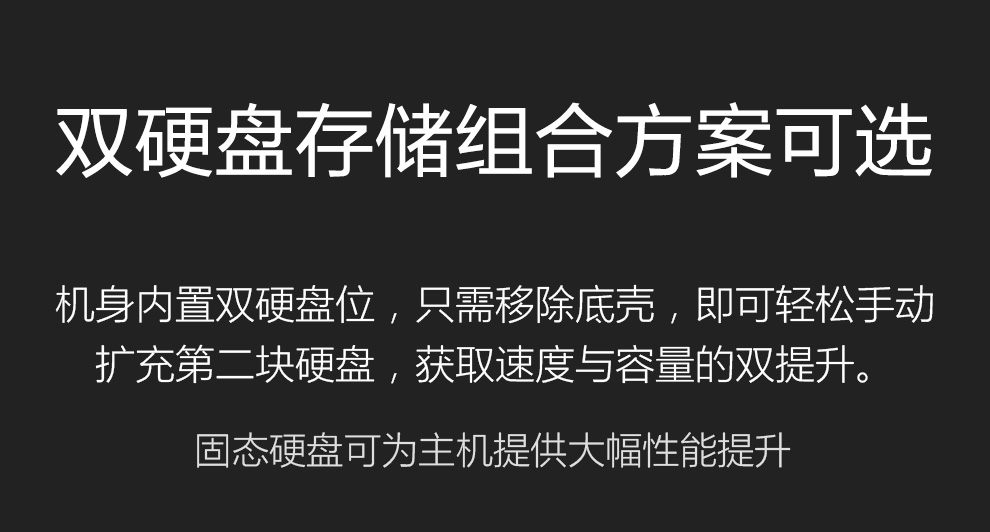 双硬盘存储组合方案可选
机身内置双硬盘位，只需移除底壳，即可轻松手动
扩充第二块硬盘，获取速度与容量的双提升。
固态硬盘可为主机提供大幅性能提升